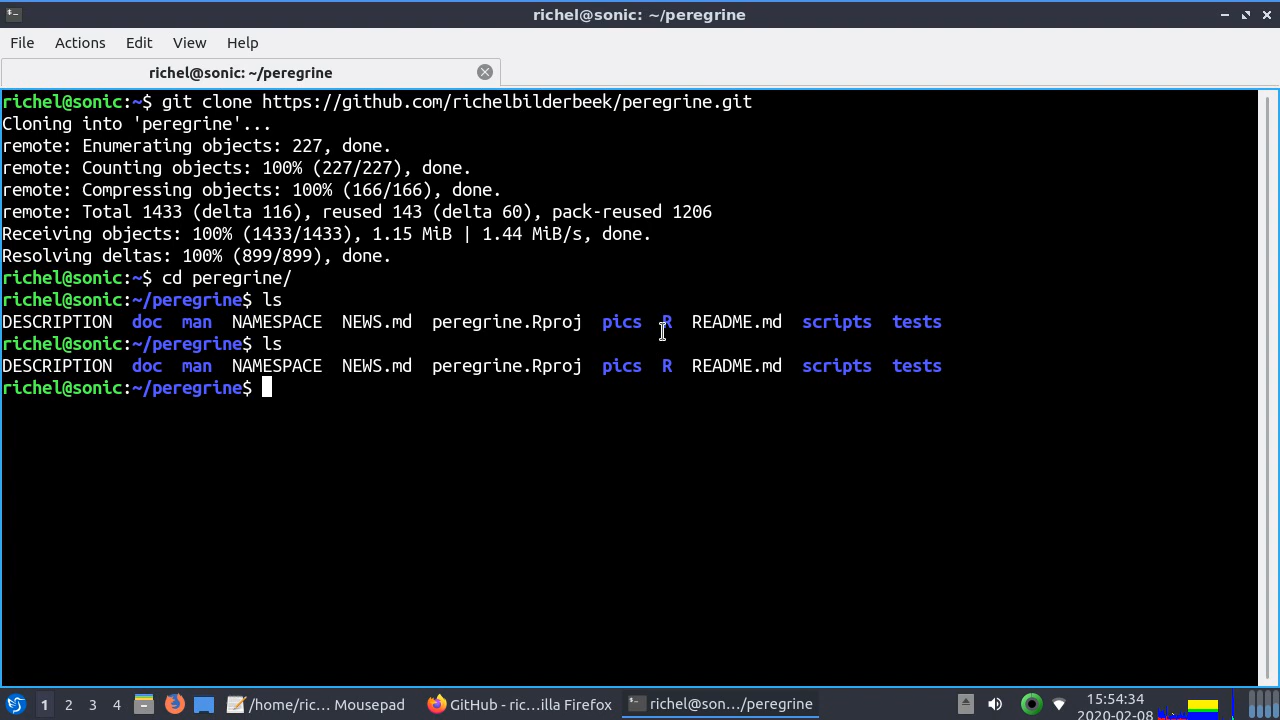 richel@sonic: ~/peregrine
File Actions Edit View Help
richel@sonic: ~/peregrine
richel@sonic:~$ git clone https://github.com/richelbilderbeek/peregrine.git
Cloning into 'peregrine'...
remote: Enumerating objects: 227, done.
remote: Counting objects: 100% (227/227), done.
remote: Compressing objects: 100% (166/166), done.
remote: Total 1433 (delta 116), reused 143 (delta 60), pack-reused 1206
Receiving objects: 100% (1433/1433), 1.15 MiB | 1.44 MiB/s, done.
Resolving deltas: 100% (899/899), done.
richel@sonic:~$ cd peregrine/
richel@sonic:~/peregrine$ ls
DESCRIPTION doc man NAMESPACE NEWS.md peregrine.Rproj pics R README.md scripts tests
richel@sonic:~/peregrine$ ls
DESCRIPTION doc man NAMESPACE NEWS.md peregrine.Rproj pics R README.md scripts tests
richel@sonic:~/peregrine$
1 2 3 4 /home/ric... Mousepad GitHub - ric...illa Firefox richel@son.../peregrine 15:54:34
2020-02-08